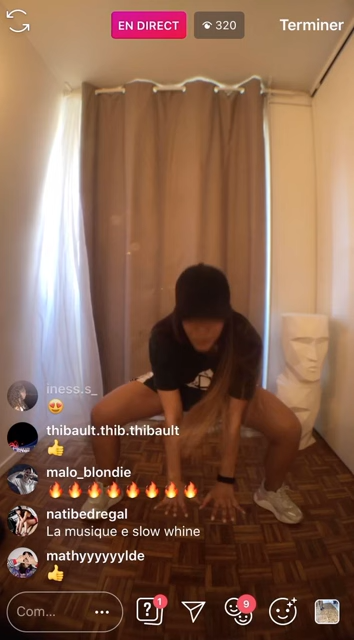 EN DIRECT
320
Terminer
iness.s_
😍
thibault.thib.thibault
👍
malo_blondie
🔥🔥🔥🔥🔥🔥🔥🔥
natibedregal
La musique e slow whine
mathyyyyyylde
👍
Com...
?
1
9